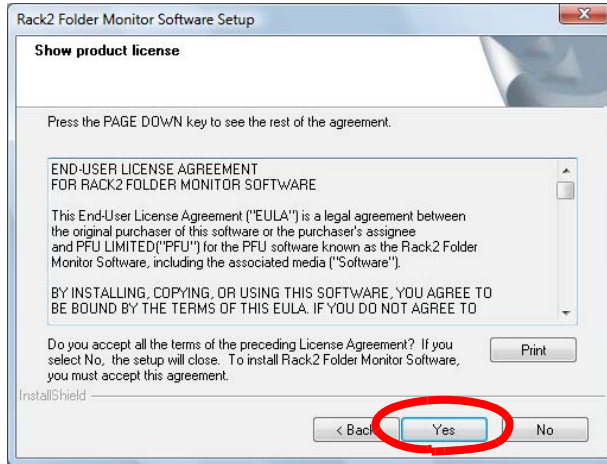 Rack2 Folder Monitor Software Setup
Show product license
Press the PAGE DOWN key to see the rest of the agreement.
END-USER LICENSE AGREEMENT
FOR RACK2 FOLDER MONITOR SOFTWARE
This End-User License Agreement ("EULA") is a legal agreement between
the original purchaser of this software or the purchaser's assignee
and PFU LIMITED("PFU") for the PFU software known as the Rack2 Folder
Monitor Software, including the associated media ("Software").
BY INSTALLING, COPYING, OR USING THIS SOFTWARE, YOU AGREE TO
BE BOUND BY THE TERMS OF THIS EULA. IF YOU DO NOT AGREE TO
Do you accept all the terms of the preceding License Agreement? If you
select No, the setup will close. To install Rack2 Folder Monitor Software,
you must accept this agreement.
Print
InstallShield
< Back
Yes
No